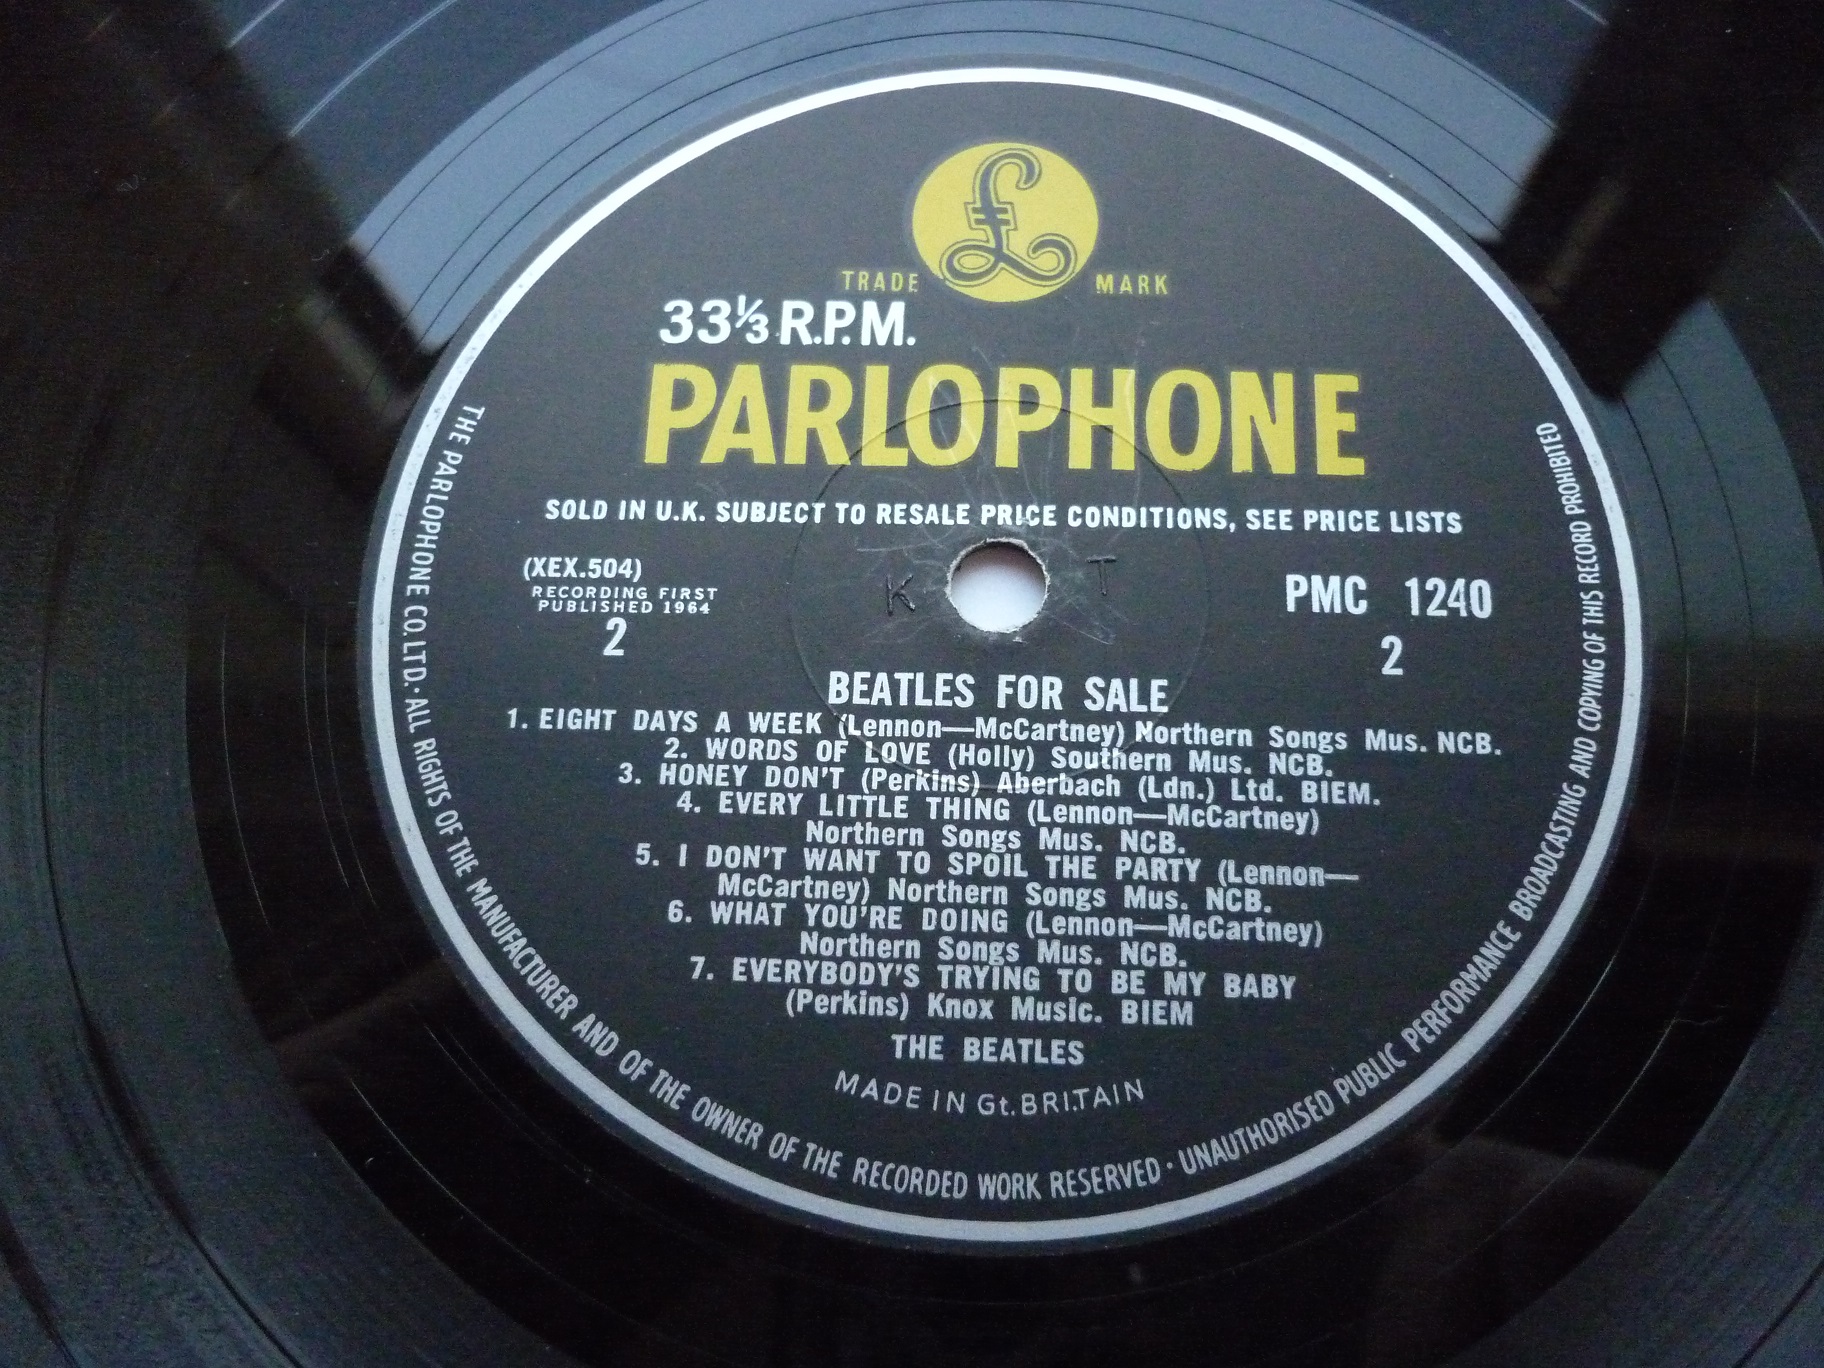 £
TRADE MARK
33⅓ R.P.M.
PARLOPHONE
SOLD IN U.K. SUBJECT TO RESALE PRICE CONDITIONS, SEE PRICE LISTS
(XEX.504)
RECORDING FIRST
PUBLISHED 1964
2
K T
PMC 1240
2
BEATLES FOR SALE
1. EIGHT DAYS A WEEK (Lennon—McCartney) Northern Songs Mus. NCB.
2. WORDS OF LOVE (Holly) Southern Mus. NCB.
3. HONEY DON'T (Perkins) Aberbach (Ldn.) Ltd. BIEM.
4. EVERY LITTLE THING (Lennon—McCartney)
Northern Songs Mus. NCB.
5. I DON'T WANT TO SPOIL THE PARTY (Lennon—
McCartney) Northern Songs Mus. NCB.
6. WHAT YOU'RE DOING (Lennon—McCartney)
Northern Songs Mus. NCB.
7. EVERYBODY'S TRYING TO BE MY BABY
(Perkins) Knox Music. BIEM
THE BEATLES
MADE IN Gt. BRITAIN
THE PARLOPHONE CO. LTD. · ALL RIGHTS OF THE MANUFACTURER AND OF THE OWNER OF THE RECORDED WORK RESERVED · UNAUTHORISED PUBLIC PERFORMANCE BROADCASTING AND COPYING OF THIS RECORD PROHIBITED